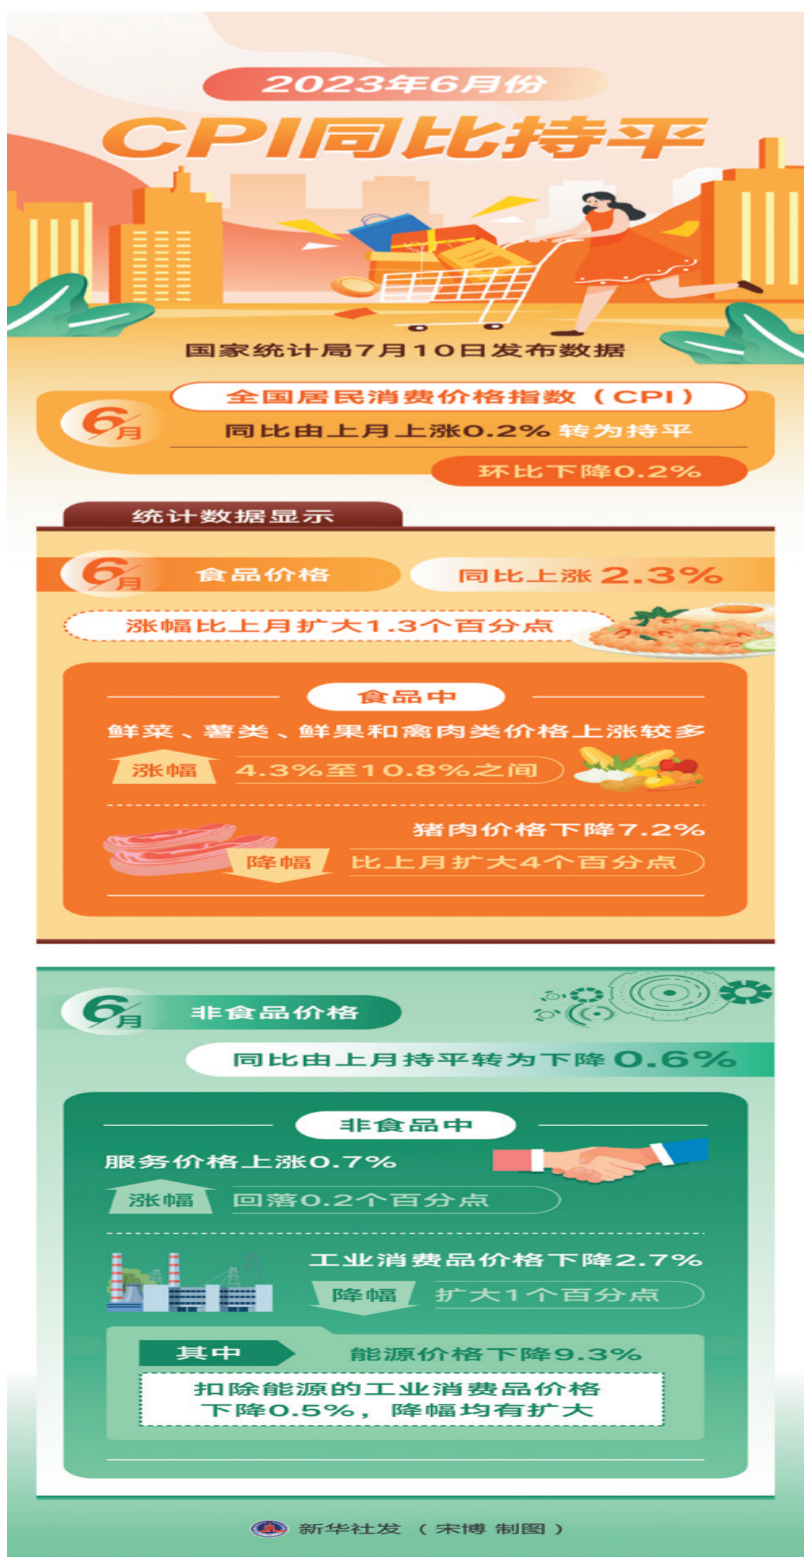 2023年6月份
CPI同比持平
国家统计局7月10日发布数据
6月
全国居民消费价格指数（CPI）
同比由上月上涨0.2% 转为持平
环比下降0.2%
统计数据显示
6月 食品价格 同比上涨 2.3%
涨幅比上月扩大1.3个百分点
食品中
鲜菜、薯类、鲜果和禽肉类价格上涨较多
涨幅 4.3%至10.8%之间
猪肉价格下降7.2%
降幅 比上月扩大4个百分点
6月 非食品价格
同比由上月持平转为下降 0.6%
非食品中
服务价格上涨0.7%
涨幅 回落0.2个百分点
工业消费品价格下降2.7%
降幅 扩大1个百分点
其中 能源价格下降9.3%
扣除能源的工业消费品价格
下降0.5%，降幅均有扩大
新华社发（宋博 制图）